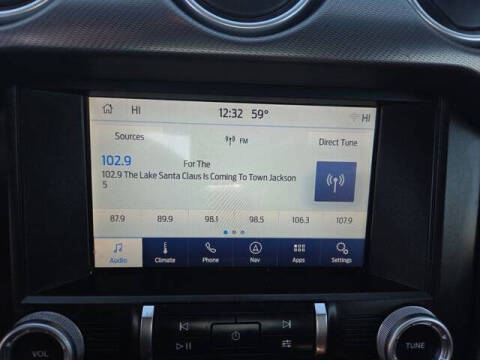 HI 12:32 59° HI
Sources FM Direct Tune
102.9 For The
102.9 The Lake Santa Claus Is Coming To Town Jackson
5
87.9 89.9 98.1 98.5 106.3 107.9
Audio Climate Phone Nav Apps Settings
VOL TUNE